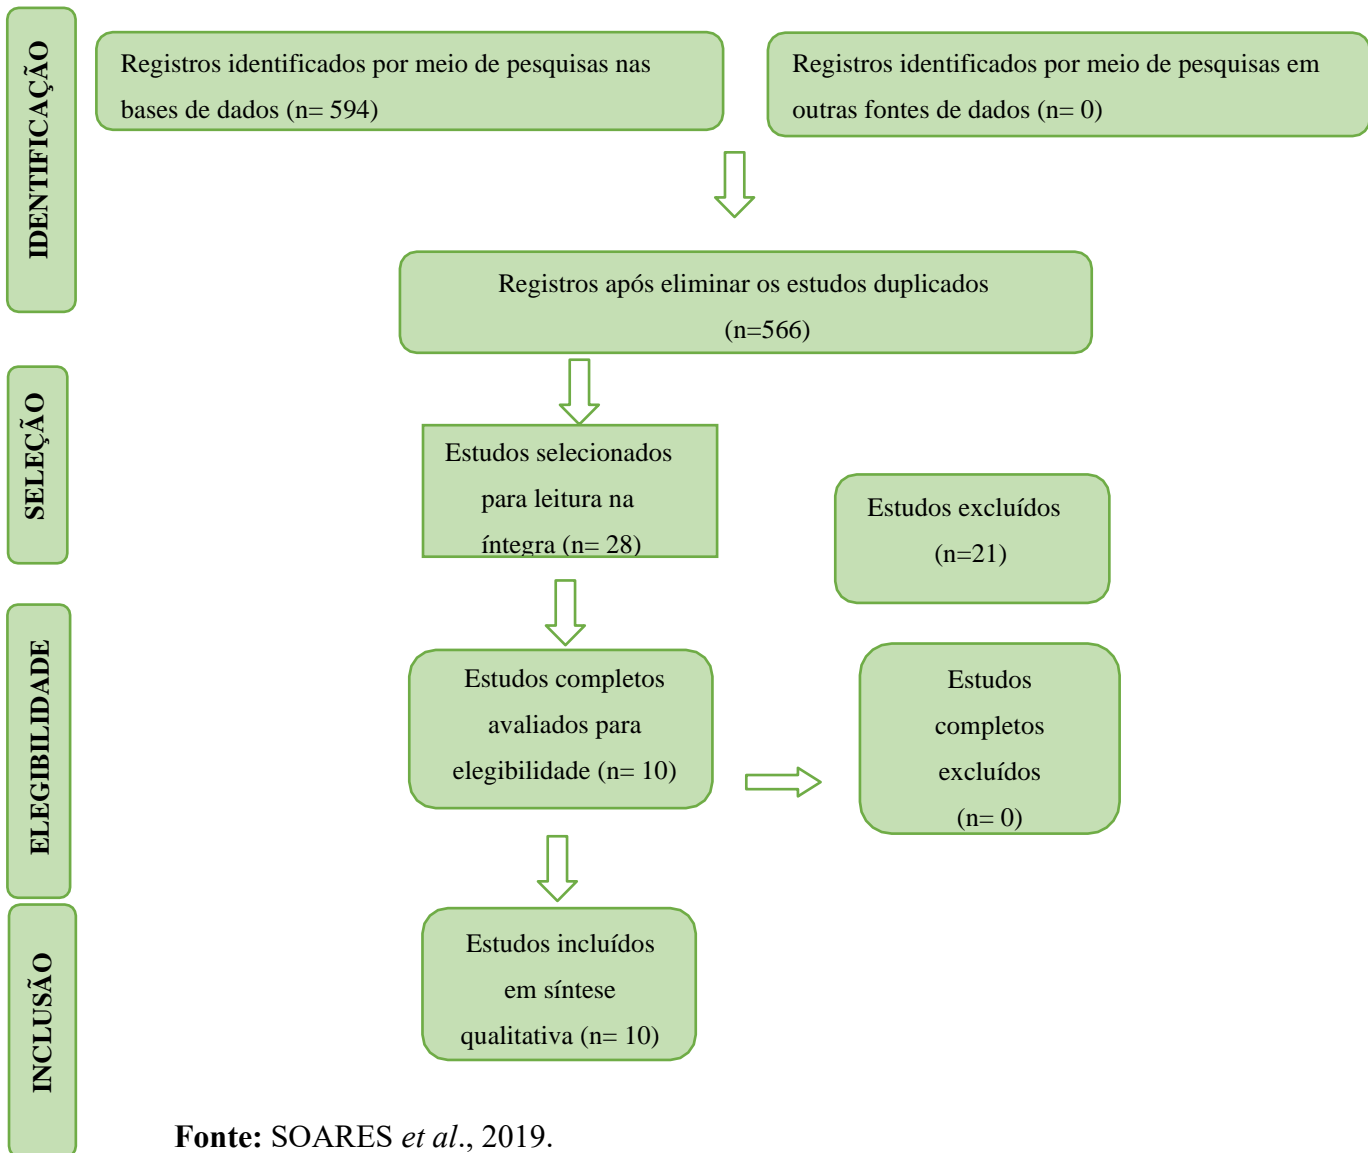 IDENTIFICAÇÃO
Registros identificados por meio de pesquisas nas
bases de dados (n= 594)
Registros identificados por meio de pesquisas em
outras fontes de dados (n= 0)
Registros após eliminar os estudos duplicados
(n=566)
SELEÇÃO
Estudos selecionados
para leitura na
íntegra (n= 28)
Estudos excluídos
(n=21)
ELEGIBILIDADE
Estudos completos
avaliados para
elegibilidade (n= 10)
Estudos
completos
excluídos
(n= 0)
INCLUSÃO
Estudos incluídos
em síntese
qualitativa (n= 10)
Fonte: SOARES et al., 2019.